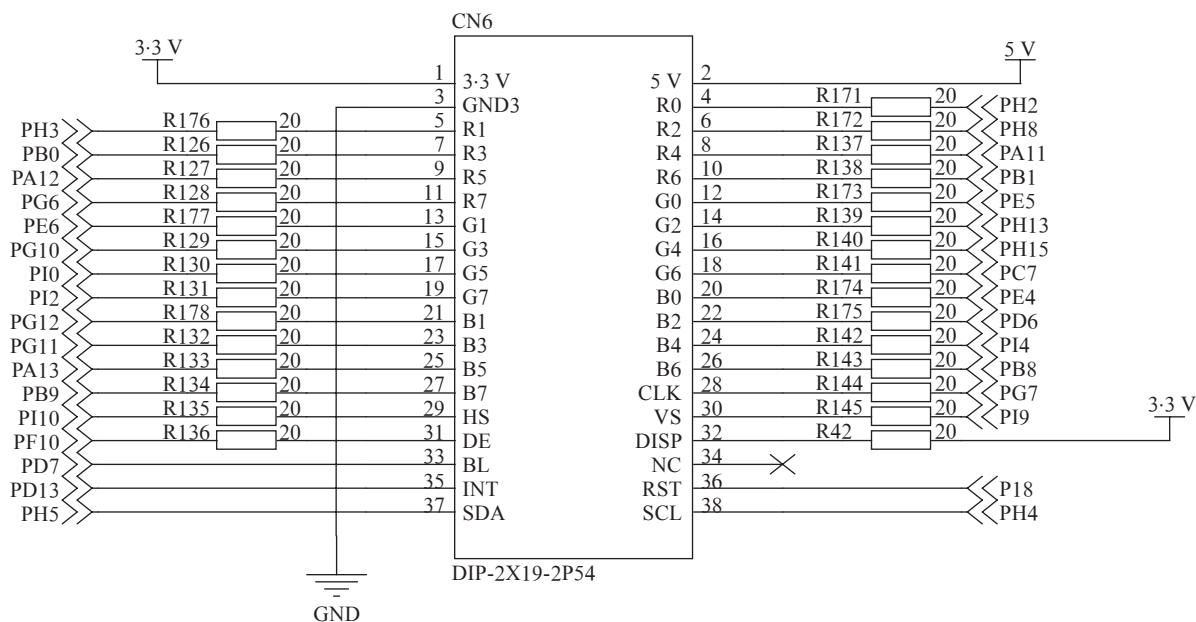 CN6
3·3 V
5 V
1 3·3 V 5 V 2
3 GND3 R0 4 R171 20 PH2
PH3 R176 20 5 R1 R2 6 R172 20 PH8
PB0 R126 20 7 R3 R4 8 R137 20 PA11
PA12 R127 20 9 R5 R6 10 R138 20 PB1
PG6 R128 20 11 R7 G0 12 R173 20 PE5
PE6 R177 20 13 G1 G2 14 R139 20 PH13
PG10 R129 20 15 G3 G4 16 R140 20 PH15
PI0 R130 20 17 G5 G6 18 R141 20 PC7
PI2 R131 20 19 G7 B0 20 R174 20 PE4
PG12 R178 20 21 B1 B2 22 R175 20 PD6
PG11 R132 20 23 B3 B4 24 R142 20 PI4
PA13 R133 20 25 B5 B6 26 R143 20 PB8
PB9 R134 20 27 B7 CLK 28 R144 20 PG7
PI10 R135 20 29 HS VS 30 R145 20 PI9
3·3 V
PF10 R136 20 31 DE DISP 32 R42 20
PD7 33 BL NC 34
PD13 35 INT RST 36 P18
PH5 37 SDA SCL 38 PH4
DIP-2X19-2P54
GND